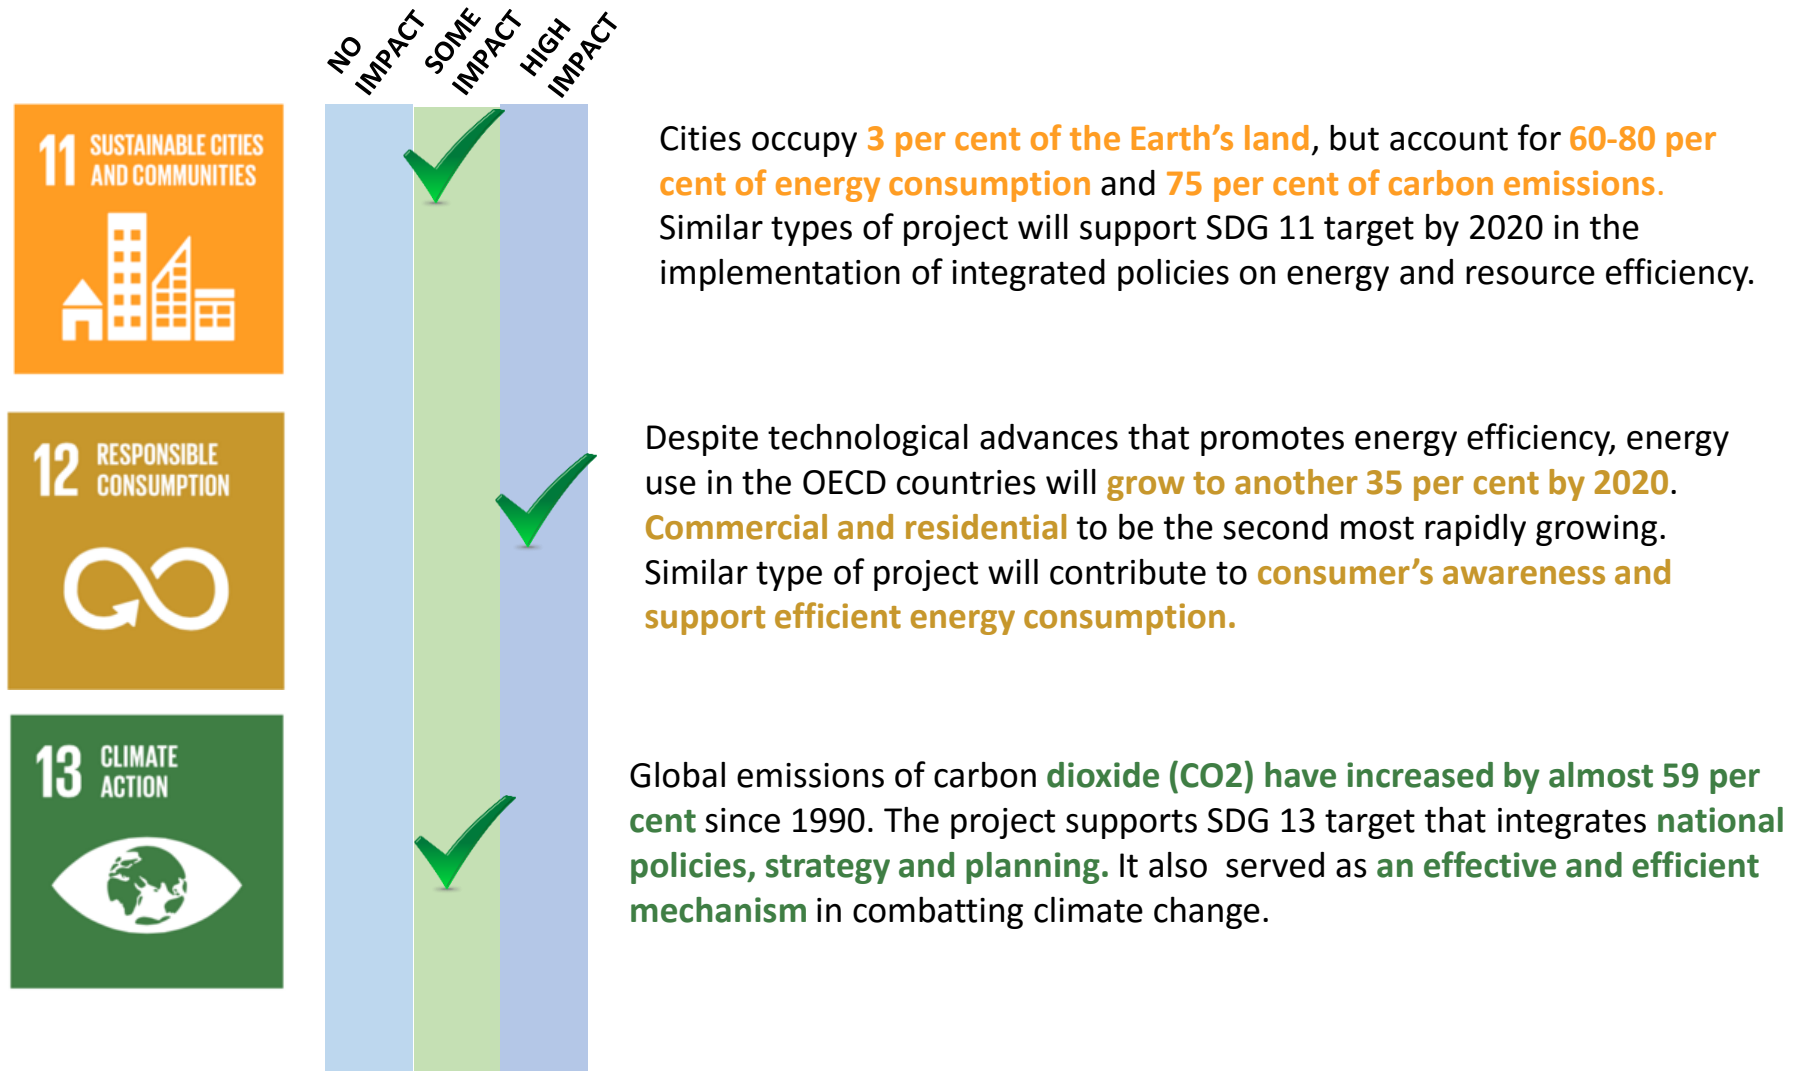 NO
IMPACT
SOME
IMPACT
HIGH
IMPACT
11 SUSTAINABLE CITIES
AND COMMUNITIES
Cities occupy 3 per cent of the Earth’s land, but account for 60-80 per
cent of energy consumption and 75 per cent of carbon emissions.
Similar types of project will support SDG 11 target by 2020 in the
implementation of integrated policies on energy and resource efficiency.
12 RESPONSIBLE
CONSUMPTION
Despite technological advances that promotes energy efficiency, energy
use in the OECD countries will grow to another 35 per cent by 2020.
Commercial and residential to be the second most rapidly growing.
Similar type of project will contribute to consumer’s awareness and
support efficient energy consumption.
13 CLIMATE
ACTION
Global emissions of carbon dioxide (CO2) have increased by almost 59 per
cent since 1990. The project supports SDG 13 target that integrates national
policies, strategy and planning. It also served as an effective and efficient
mechanism in combatting climate change.